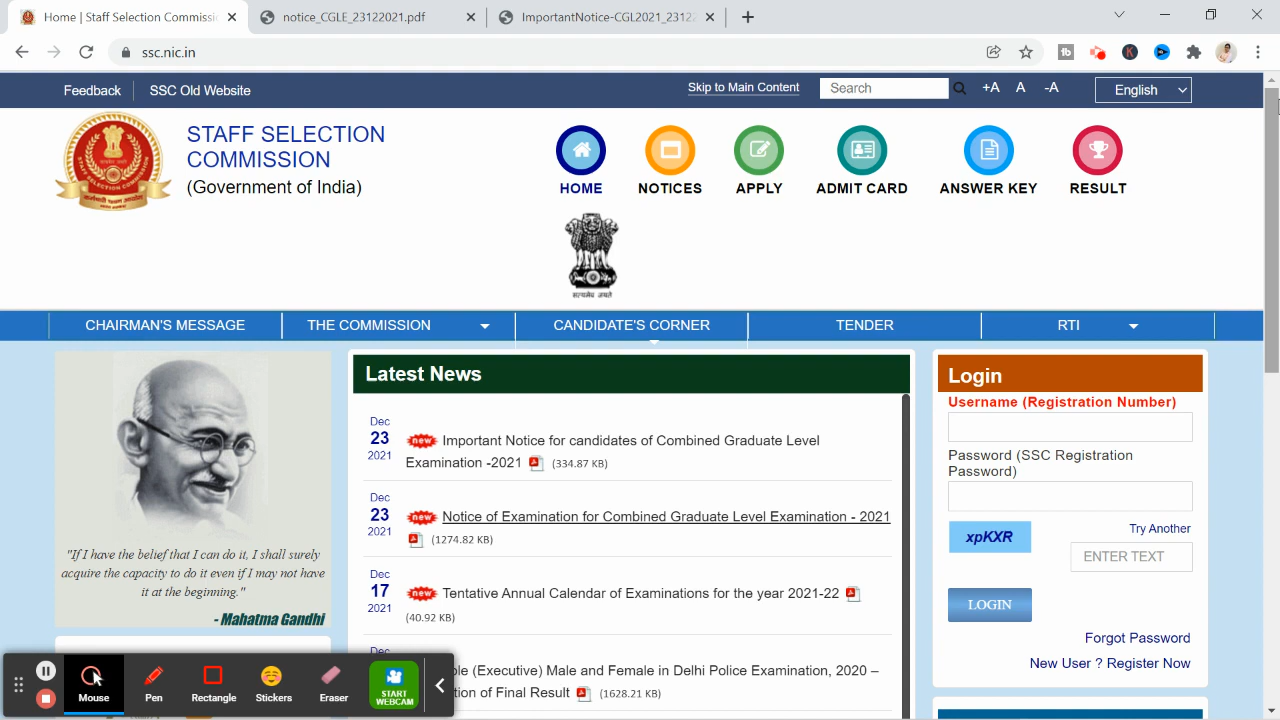 Home | Staff Selection Commissi
notice_CGLE_23122021.pdf
ImportantNotice-CGL2021_23122
ssc.nic.in
Feedback
SSC Old Website
Skip to Main Content
Search
+A A -A
English
STAFF SELECTION
COMMISSION
(Government of India)
HOME
NOTICES
APPLY
ADMIT CARD
ANSWER KEY
RESULT
सत्यमेव जयते
CHAIRMAN'S MESSAGE
THE COMMISSION
CANDIDATE'S CORNER
TENDER
RTI
"If I have the belief that I can do it, I shall surely
acquire the capacity to do it even if I may not have
it at the beginning."
- Mahatma Gandhi
Latest News
Dec
23
2021
new Important Notice for candidates of Combined Graduate Level
Examination -2021 (334.87 KB)
Dec
23
2021
new Notice of Examination for Combined Graduate Level Examination - 2021
(1274.82 KB)
Dec
17
2021
new Tentative Annual Calendar of Examinations for the year 2021-22
(40.92 KB)
Dec
ble (Executive) Male and Female in Delhi Police Examination, 2020 –
tion of Final Result (1628.21 KB)
Login
Username (Registration Number)
Password (SSC Registration
Password)
xpKXR
Try Another
ENTER TEXT
LOGIN
Forgot Password
New User ? Register Now
Mouse
Pen
Rectangle
Stickers
Eraser
START
WEBCAM